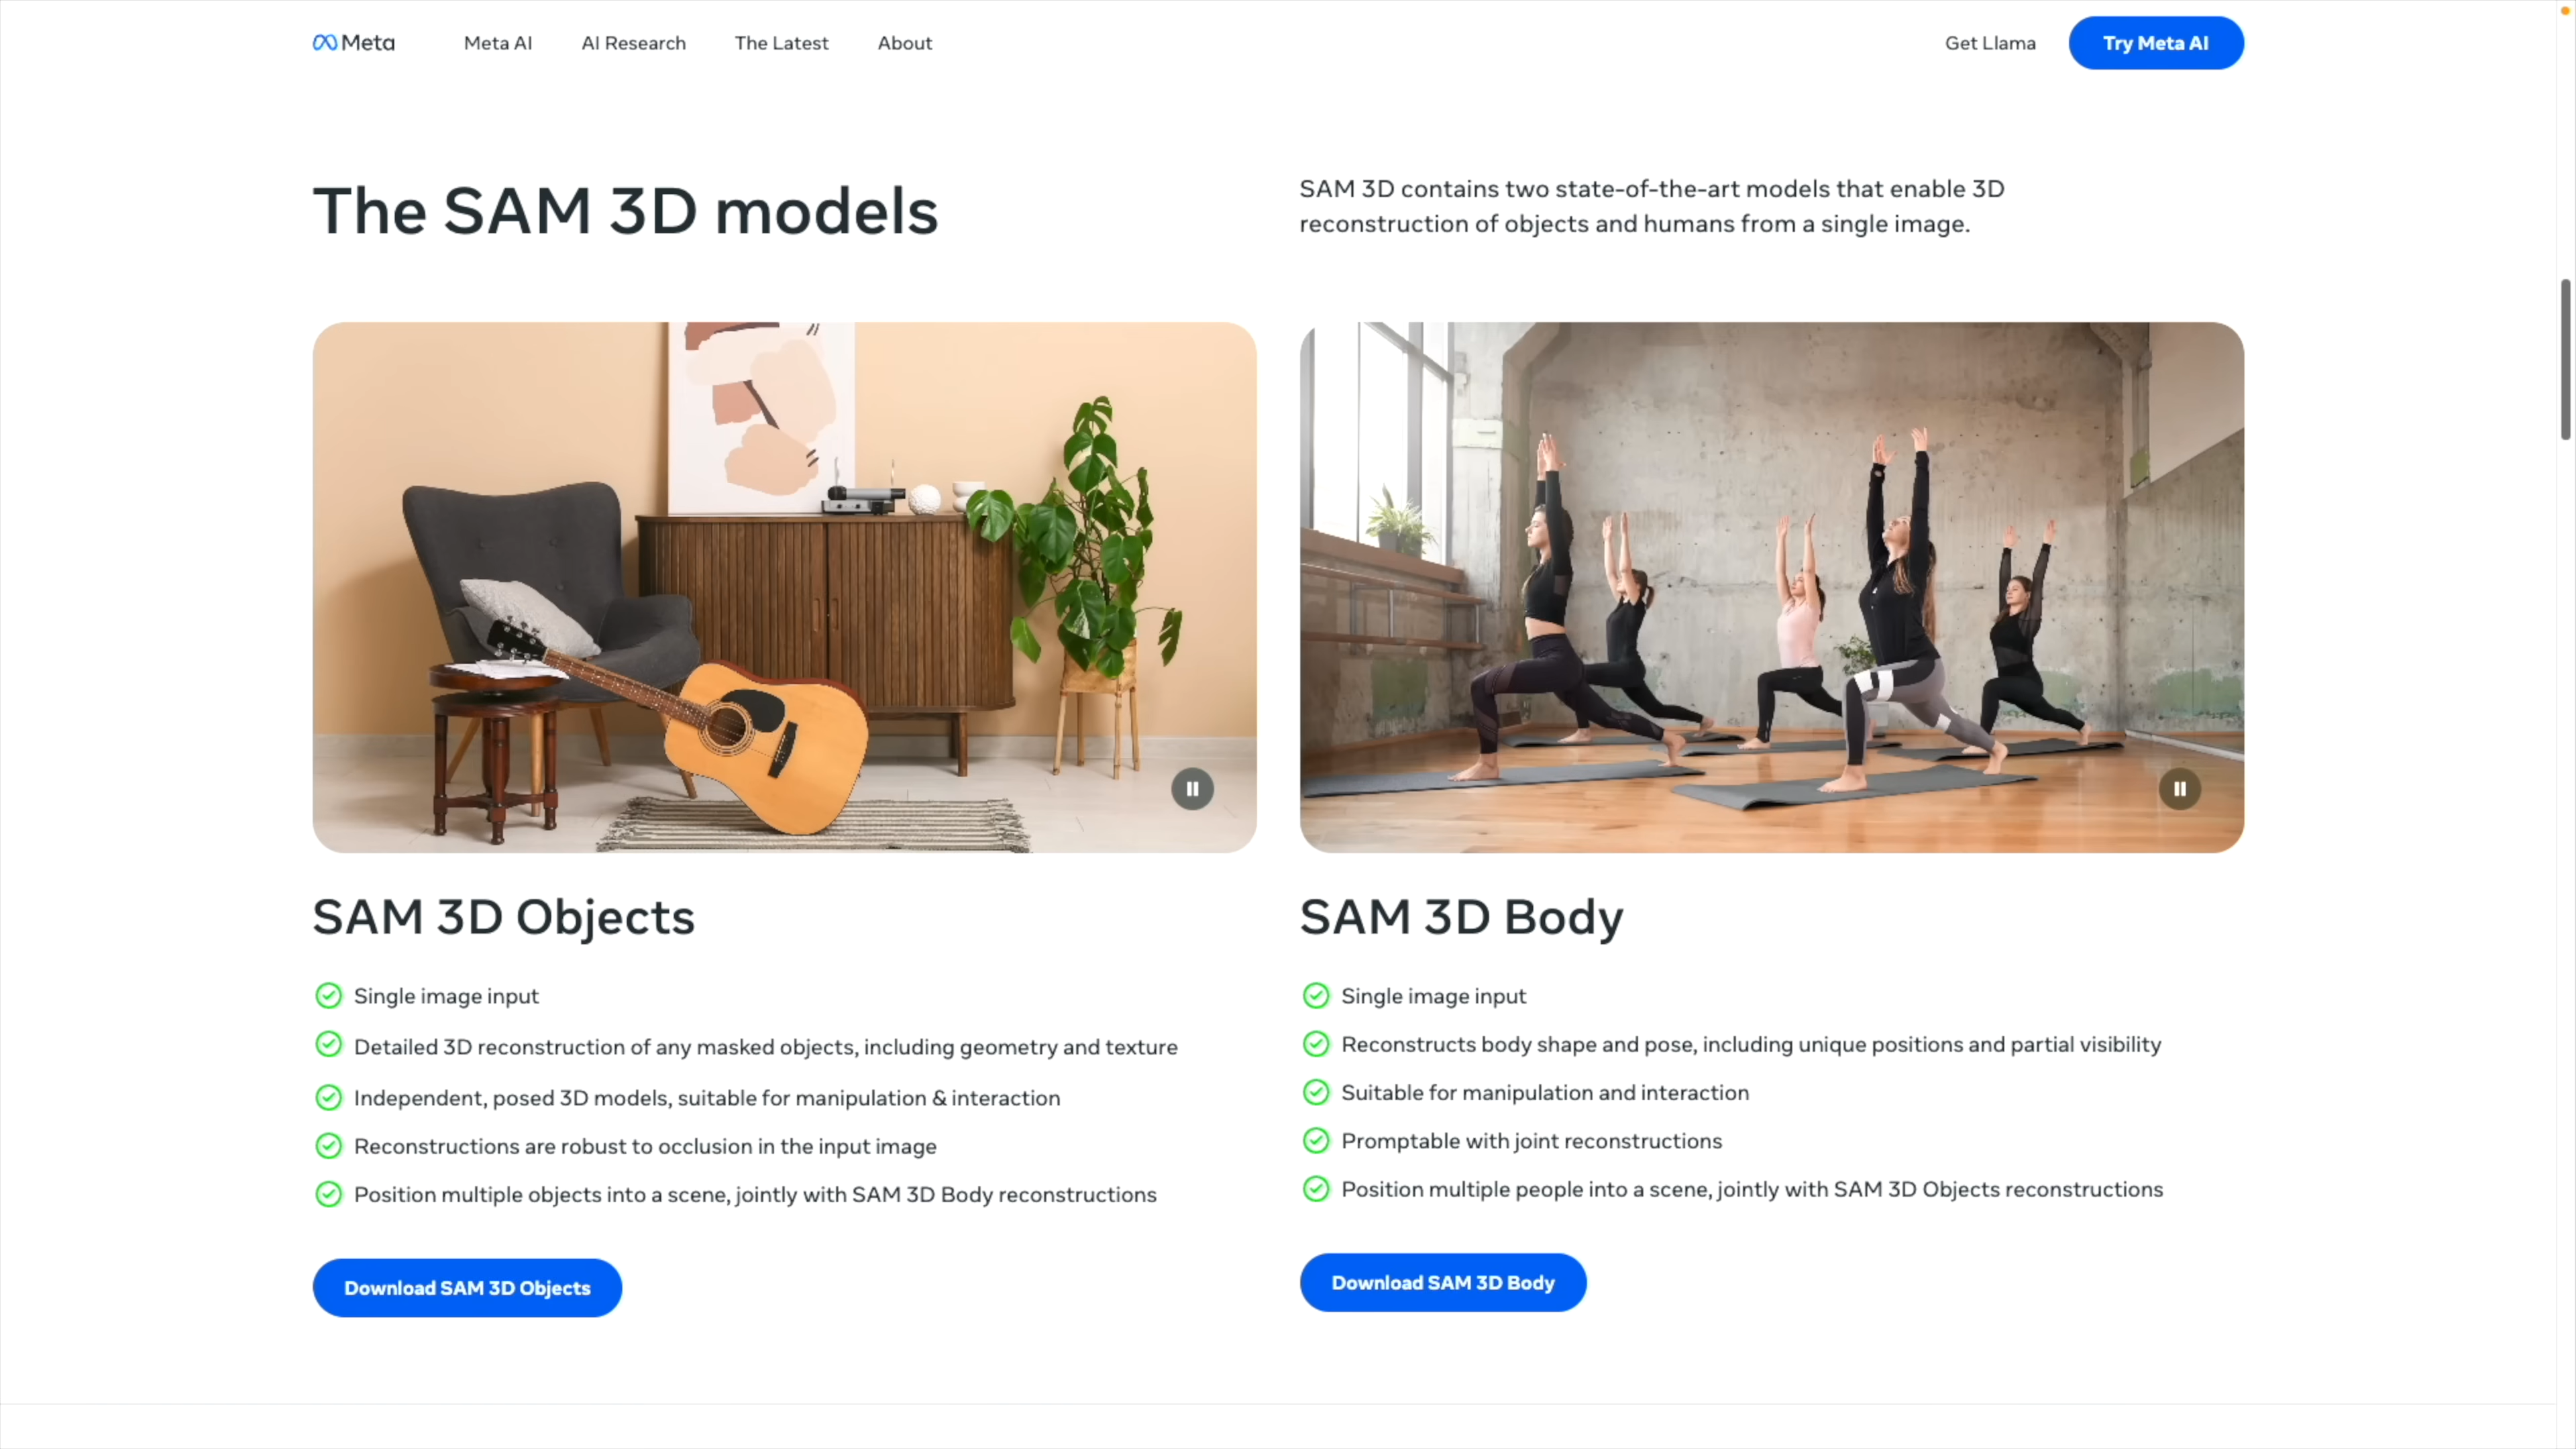 Meta
Meta AI
AI Research
The Latest
About
Get Llama
Try Meta AI
The SAM 3D models
SAM 3D contains two state-of-the-art models that enable 3D
reconstruction of objects and humans from a single image.
SAM 3D Objects
Single image input
Detailed 3D reconstruction of any masked objects, including geometry and texture
Independent, posed 3D models, suitable for manipulation & interaction
Reconstructions are robust to occlusion in the input image
Position multiple objects into a scene, jointly with SAM 3D Body reconstructions
Download SAM 3D Objects
SAM 3D Body
Single image input
Reconstructs body shape and pose, including unique positions and partial visibility
Suitable for manipulation and interaction
Promptable with joint reconstructions
Position multiple people into a scene, jointly with SAM 3D Objects reconstructions
Download SAM 3D Body